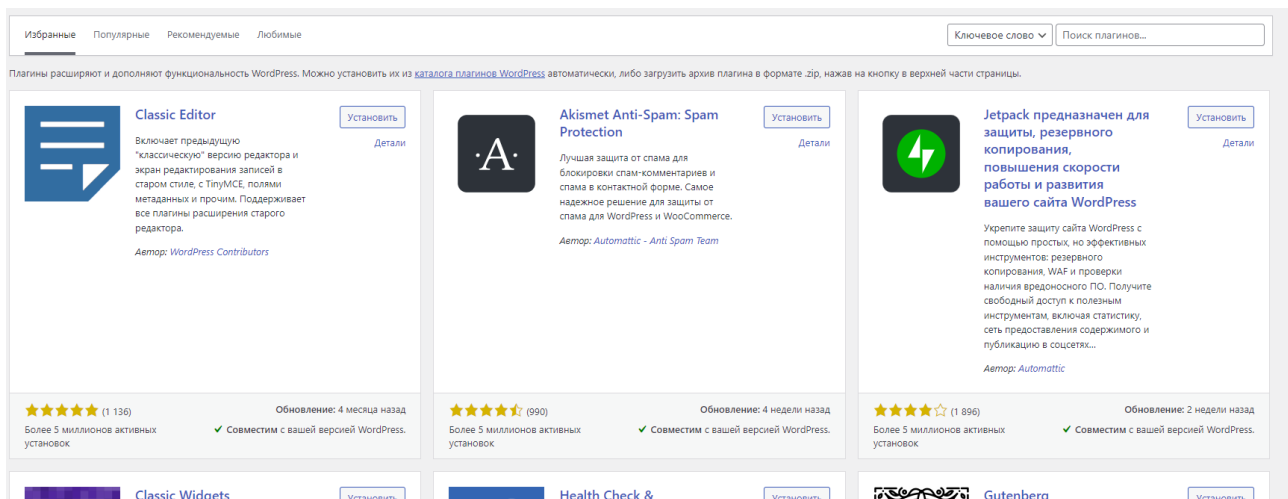 Избранные Популярные Рекомендуемые Любимые Ключевое слово Поиск плагинов...
Плагины расширяют и дополняют функциональность WordPress. Можно установить их из каталога плагинов WordPress автоматически, либо загрузить архив плагина в формате .zip, нажав на кнопку в верхней части страницы.
Classic Editor
Установить
Детали
Включает предыдущую
"классическую" версию редактора и
экран редактирования записей в
старом стиле, с TinyMCE, полями
метаданных и прочим. Поддерживает
все плагины расширения старого
редактора.
Автор: WordPress Contributors
(1 136)
Более 5 миллионов активных
установок
Обновление: 4 месяца назад
Совместим с вашей версией WordPress.
·A·
Akismet Anti-Spam: Spam
Protection
Установить
Детали
Лучшая защита от спама для
блокировки спам-комментариев и
спама в контактной форме. Самое
надежное решение для защиты от
спама для WordPress и WooCommerce.
Автор: Automattic - Anti Spam Team
(990)
Более 5 миллионов активных
установок
Обновление: 4 недели назад
Совместим с вашей версией WordPress.
Jetpack предназначен для
защиты, резервного
копирования,
повышения скорости
работы и развития
вашего сайта WordPress
Установить
Детали
Укрепите защиту сайта WordPress с
помощью простых, но эффективных
инструментов: резервного
копирования, WAF и проверки
наличия вредоносного ПО. Получите
свободный доступ к полезным
инструментам, включая статистику,
сеть предоставления содержимого и
публикацию в соцсетях...
Автор: Automattic
(1 896)
Более 5 миллионов активных
установок
Обновление: 2 недели назад
Совместим с вашей версией WordPress.
Classic Widgets
Установить
Health Check &
Установить
Gutenberg
Установить